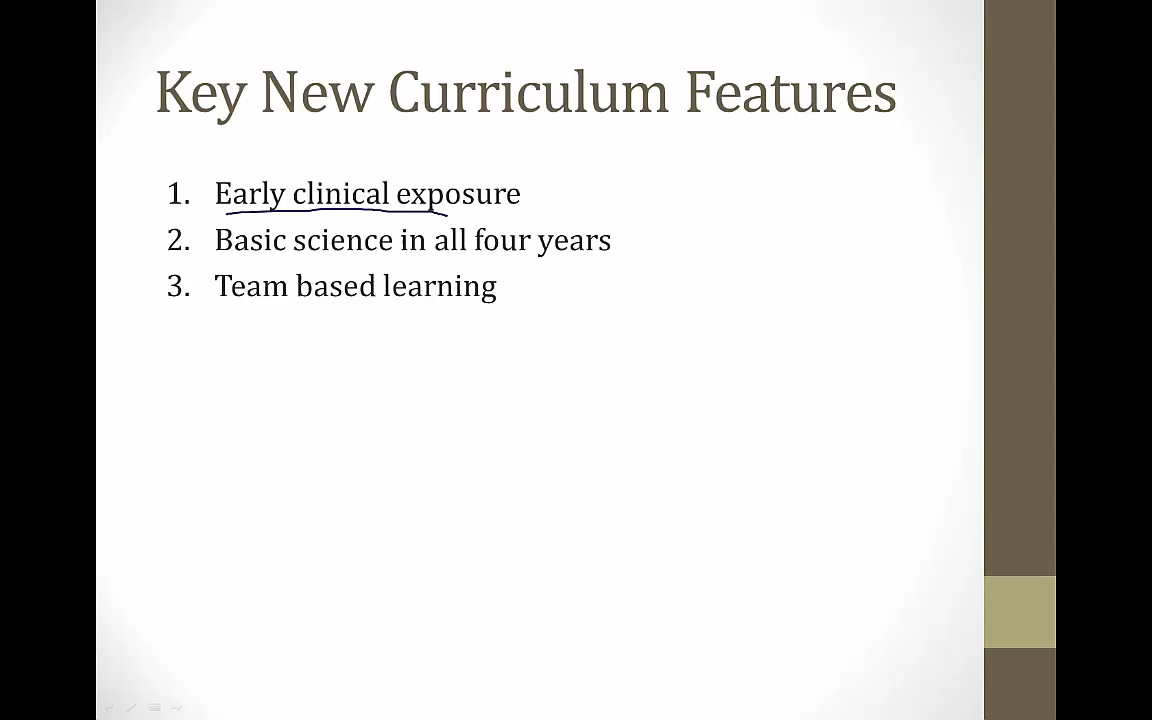 Key New Curriculum Features
1. Early clinical exposure
2. Basic science in all four years
3. Team based learning